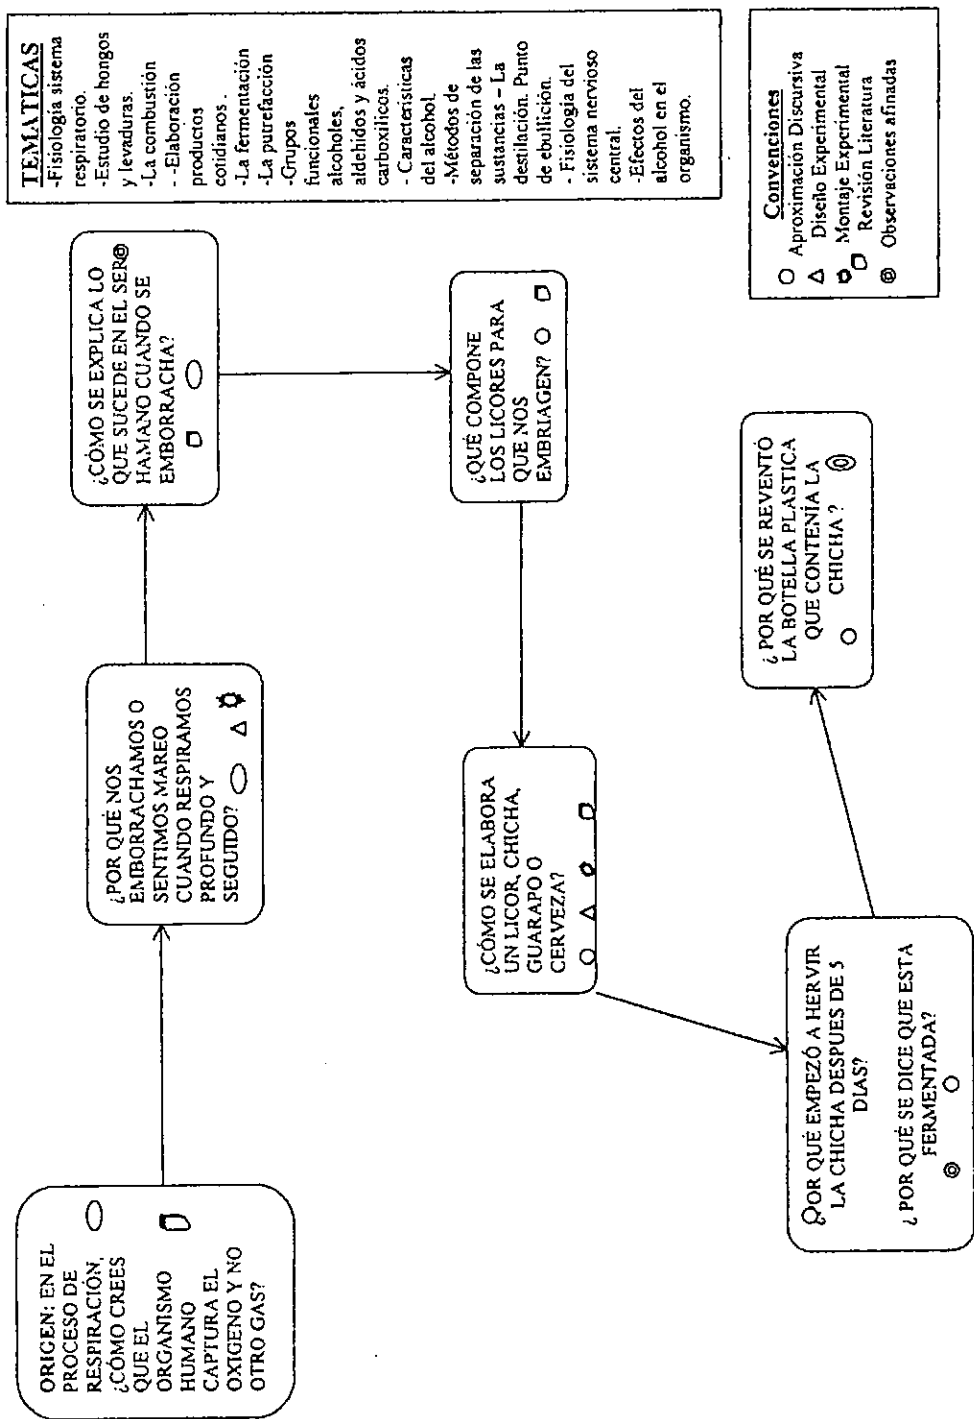 ORIGEN: EN EL
PROCESO DE
RESPIRACIÓN,
¿CÓMO CREES
QUE EL
ORGANISMO
HUMANO
CAPTURA EL
OXIGENO Y NO
OTRO GAS?
¿POR QUÉ NOS
EMBORRACHAMOS O
SENTIMOS MAREO
CUANDO RESPIRAMOS
PROFUNDO Y
SEGUIDO?
¿CÓMO SE EXPLICA LO
QUE SUCEDE EN EL SER
HAMANO CUANDO SE
EMBORRACHA?
¿QUÉ COMPONE
LOS LICORES PARA
QUE NOS
EMBRIAGEN?
¿CÓMO SE ELABORA
UN LICOR, CHICHA,
GUARAPO O
CERVEZA?
¿POR QUÉ EMPEZÓ A HERVIR
LA CHICHA DESPUES DE 5
DIAS?
¿POR QUÉ SE DICE QUE ESTA
FERMENTADA?
¿POR QUÉ SE REVENTÓ
LA BOTELLA PLASTICA
QUE CONTENÍA LA
CHICHA?
TEMATICAS
-Fisiología sistema
respiratorio.
-Estudio de hongos
y levaduras.
-La combustión
- -Elaboración
productos
cotidianos .
-La fermentación
-La putrefacción
-Grupos
funcionales
alcoholes,
aldehídos y ácidos
carboxílicos.
- Características
del alcohol.
-Métodos de
separación de las
sustancias – La
destilación. Punto
de ebullición.
- Fisiología del
sistema nervioso
central.
-Efectos del
alcohol en el
organismo.
Convenciones
Aproximación Discursiva
Diseño Experimental
Montaje Experimental
Revisión Literatura
Observaciones afinadas